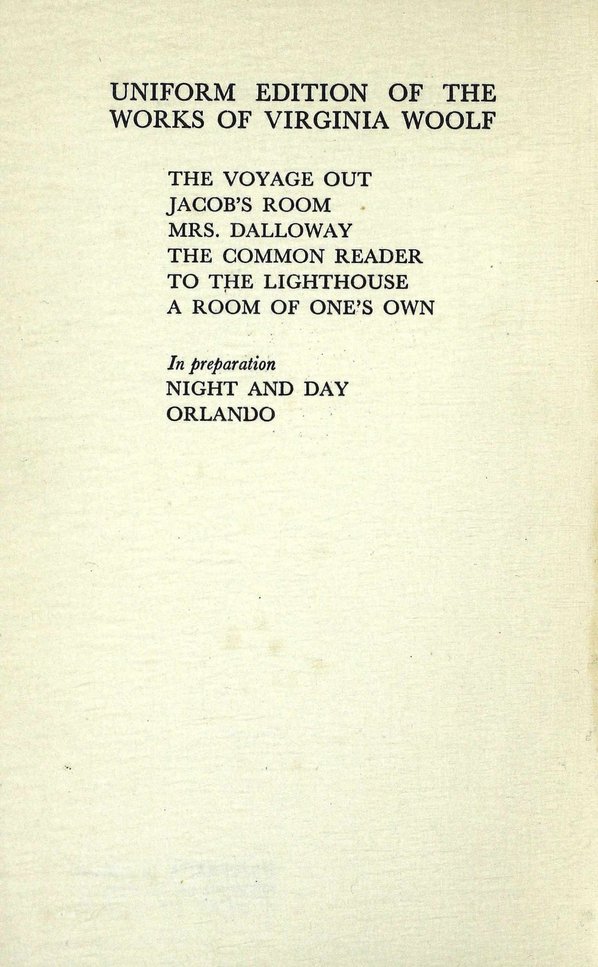 UNIFORM EDITION OF THE
WORKS OF VIRGINIA WOOLF
THE VOYAGE OUT
JACOB'S ROOM
MRS. DALLOWAY
THE COMMON READER
TO THE LIGHTHOUSE
A ROOM OF ONE'S OWN
In preparation
NIGHT AND DAY
ORLANDO